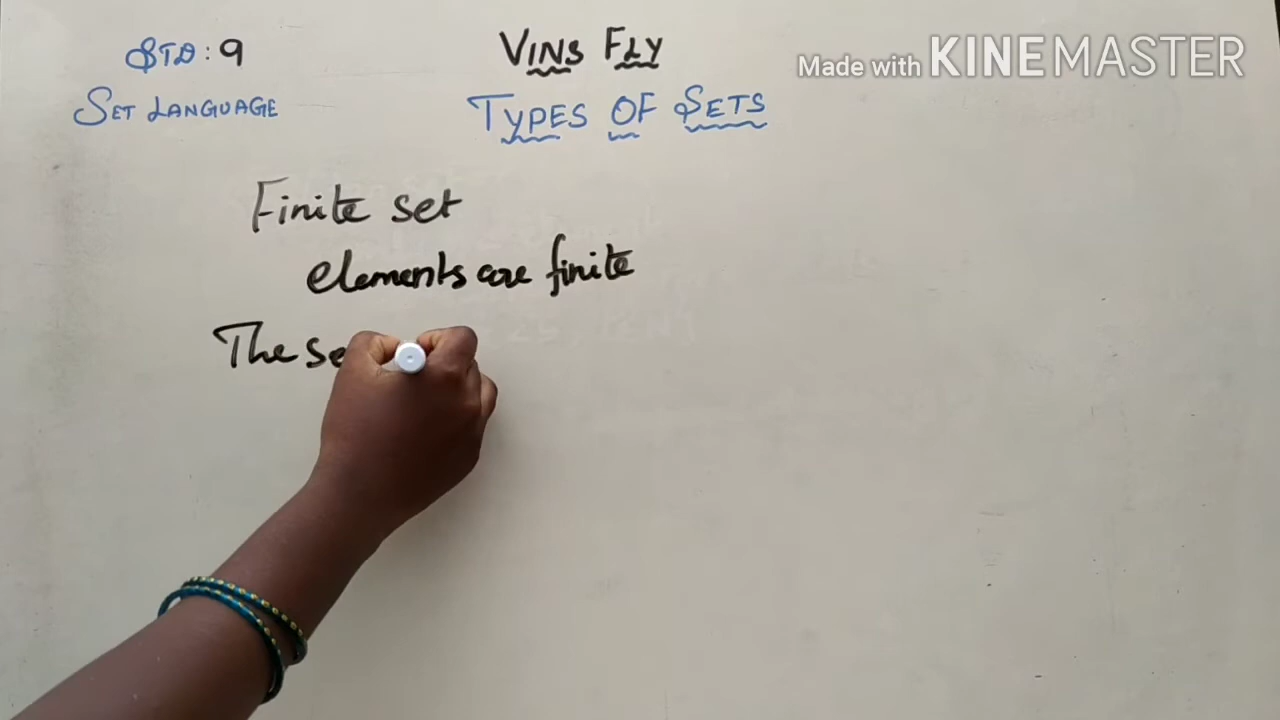 STD : 9
VINS FLY
Made with KINEMASTER
SET LANGUAGE
TYPES OF SETS
Finite set
elements are finite
The se